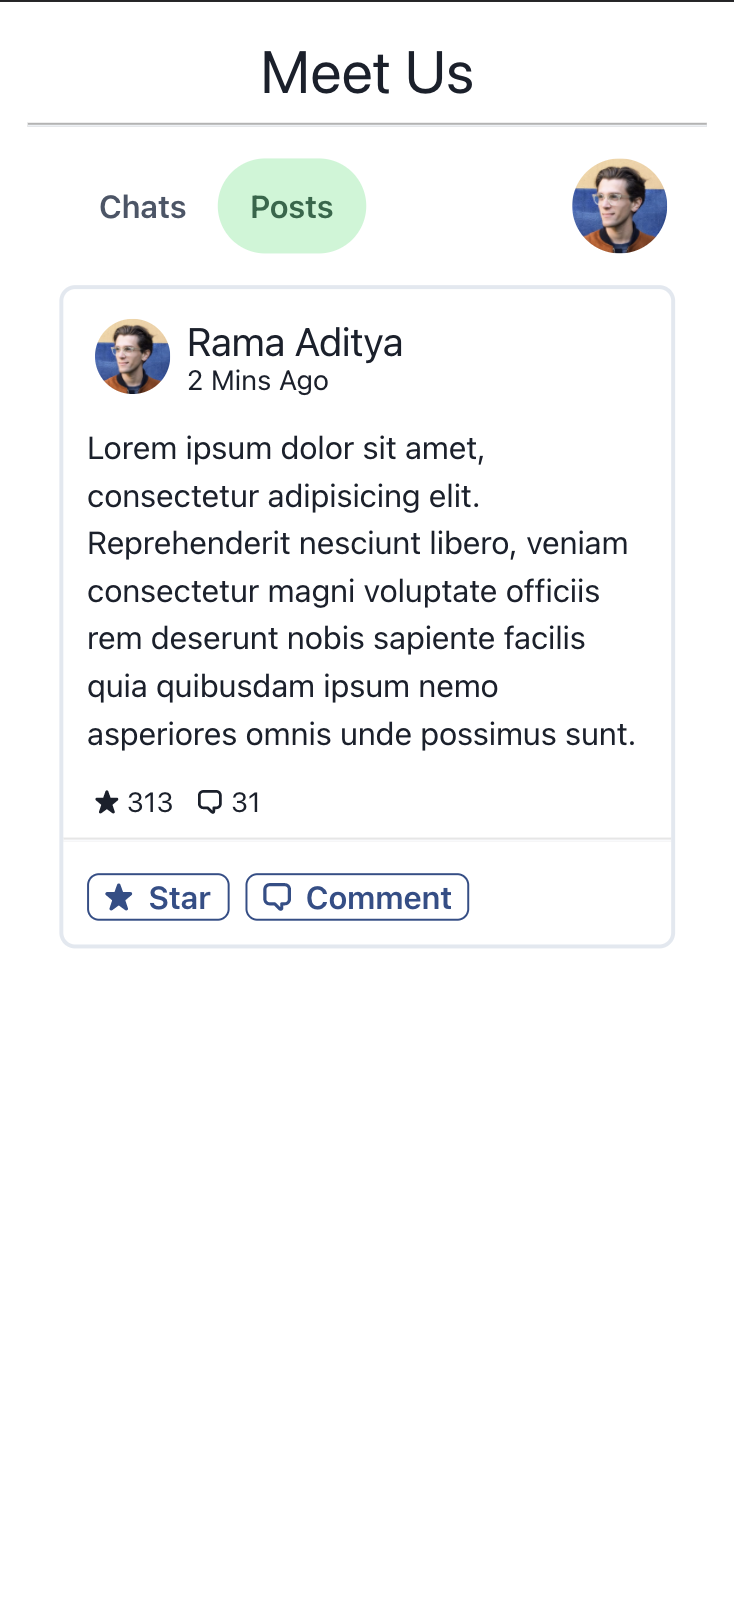 Meet Us
Chats Posts
Rama Aditya
2 Mins Ago
Lorem ipsum dolor sit amet,
consectetur adipisicing elit.
Reprehenderit nesciunt libero, veniam
consectetur magni voluptate officiis
rem deserunt nobis sapiente facilis
quia quibusdam ipsum nemo
asperiores omnis unde possimus sunt.
313 31
Star Comment